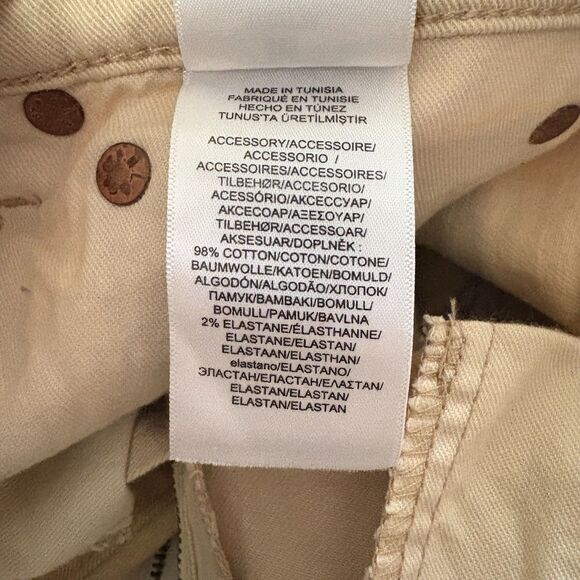 MADE IN TUNISIA
FABRIQUÉ EN TUNISIE
HECHO EN TÚNEZ
TUNUS'TA ÜRETİLMİŞTİR
ACCESSORY/ACCESSOIRE/
ACCESSORIO /
ACCESSOIRES/ACCESSOIRES/
TILBEHØR/ACCESORIO/
ACESSÓRIO/АКСЕССУАР/
АКСЕСОАР/ΑΞΕΣΟΥΑΡ/
TILBEHØR/ACCESSOAR/
AKSESUAR/DOPLNĚK :
98% COTTON/COTON/COTONE/
BAUMWOLLE/KATOEN/BOMULD/
ALGODÓN/ALGODÃO/ХЛОПОК/
ПАМУК/ΒΑΜΒΑΚΙ/BOMULL/
BOMULL/PAMUK/BAVLNA
2% ELASTANE/ÉLASTHANNE/
ELASTANE/ELASTAN/
ELASTAAN/ELASTHAN/
elastano/ELASTANO/
ЭЛАСТАН/ЕЛАСТАН/ΕΛΑΣΤΑΝ/
ELASTAN/ELASTAN/
ELASTAN/ELASTAN